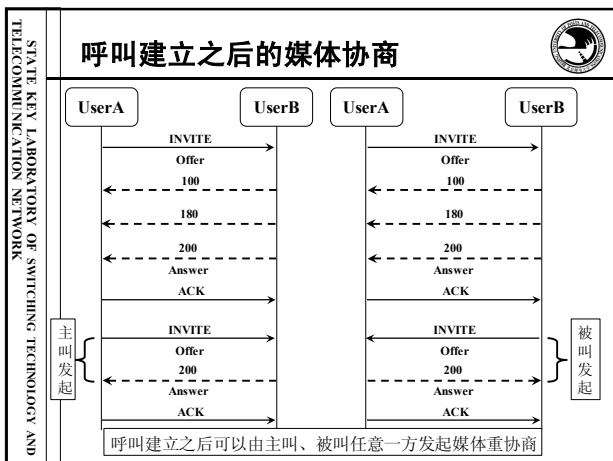 呼叫建立之后的媒体协商
STATE KEY LABORATORY OF SWITCHING TECHNOLOGY AND
TELECOMMUNICATION NETWORK
UserA
UserB
INVITE
Offer
100
180
200
Answer
ACK
主叫发起
INVITE
Offer
200
Answer
ACK
UserA
UserB
INVITE
Offer
100
180
200
Answer
ACK
被叫发起
INVITE
Offer
200
Answer
ACK
呼叫建立之后可以由主叫、被叫任意一方发起媒体重协商